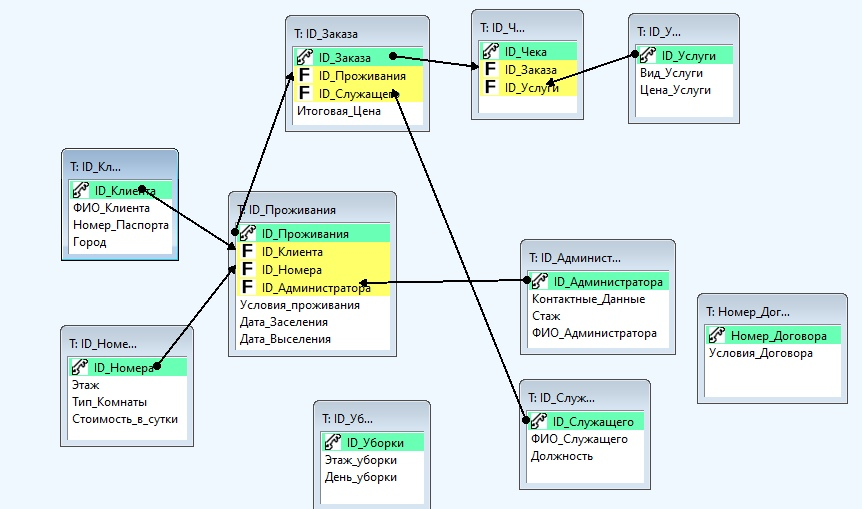 T: ID_Заказа
ID_Заказа
F ID_Проживания
F ID_Служащего
Итоговая_Цена
T: ID_Ч...
ID_Чека
F ID_Заказа
F ID_Услуги
T: ID_У...
ID_Услуги
Вид_Услуги
Цена_Услуги
T: ID_Кл...
ID_Клиента
ФИО_Клиента
Номер_Паспорта
Город
T: ID_Проживания
ID_Проживания
F ID_Клиента
F ID_Номера
F ID_Администратора
Условия_проживания
Дата_Заселения
Дата_Выселения
T: ID_Админист...
ID_Администратора
Контактные_Данные
Стаж
ФИО_Администратора
T: Номер_Дог...
Номер_Договора
Условия_Договора
T: ID_Номе...
ID_Номера
Этаж
Тип_Комнаты
Стоимость_в_сутки
T: ID_Уб...
ID_Уборки
Этаж_уборки
День_уборки
T: ID_Служ...
ID_Служащего
ФИО_Служащего
Должность